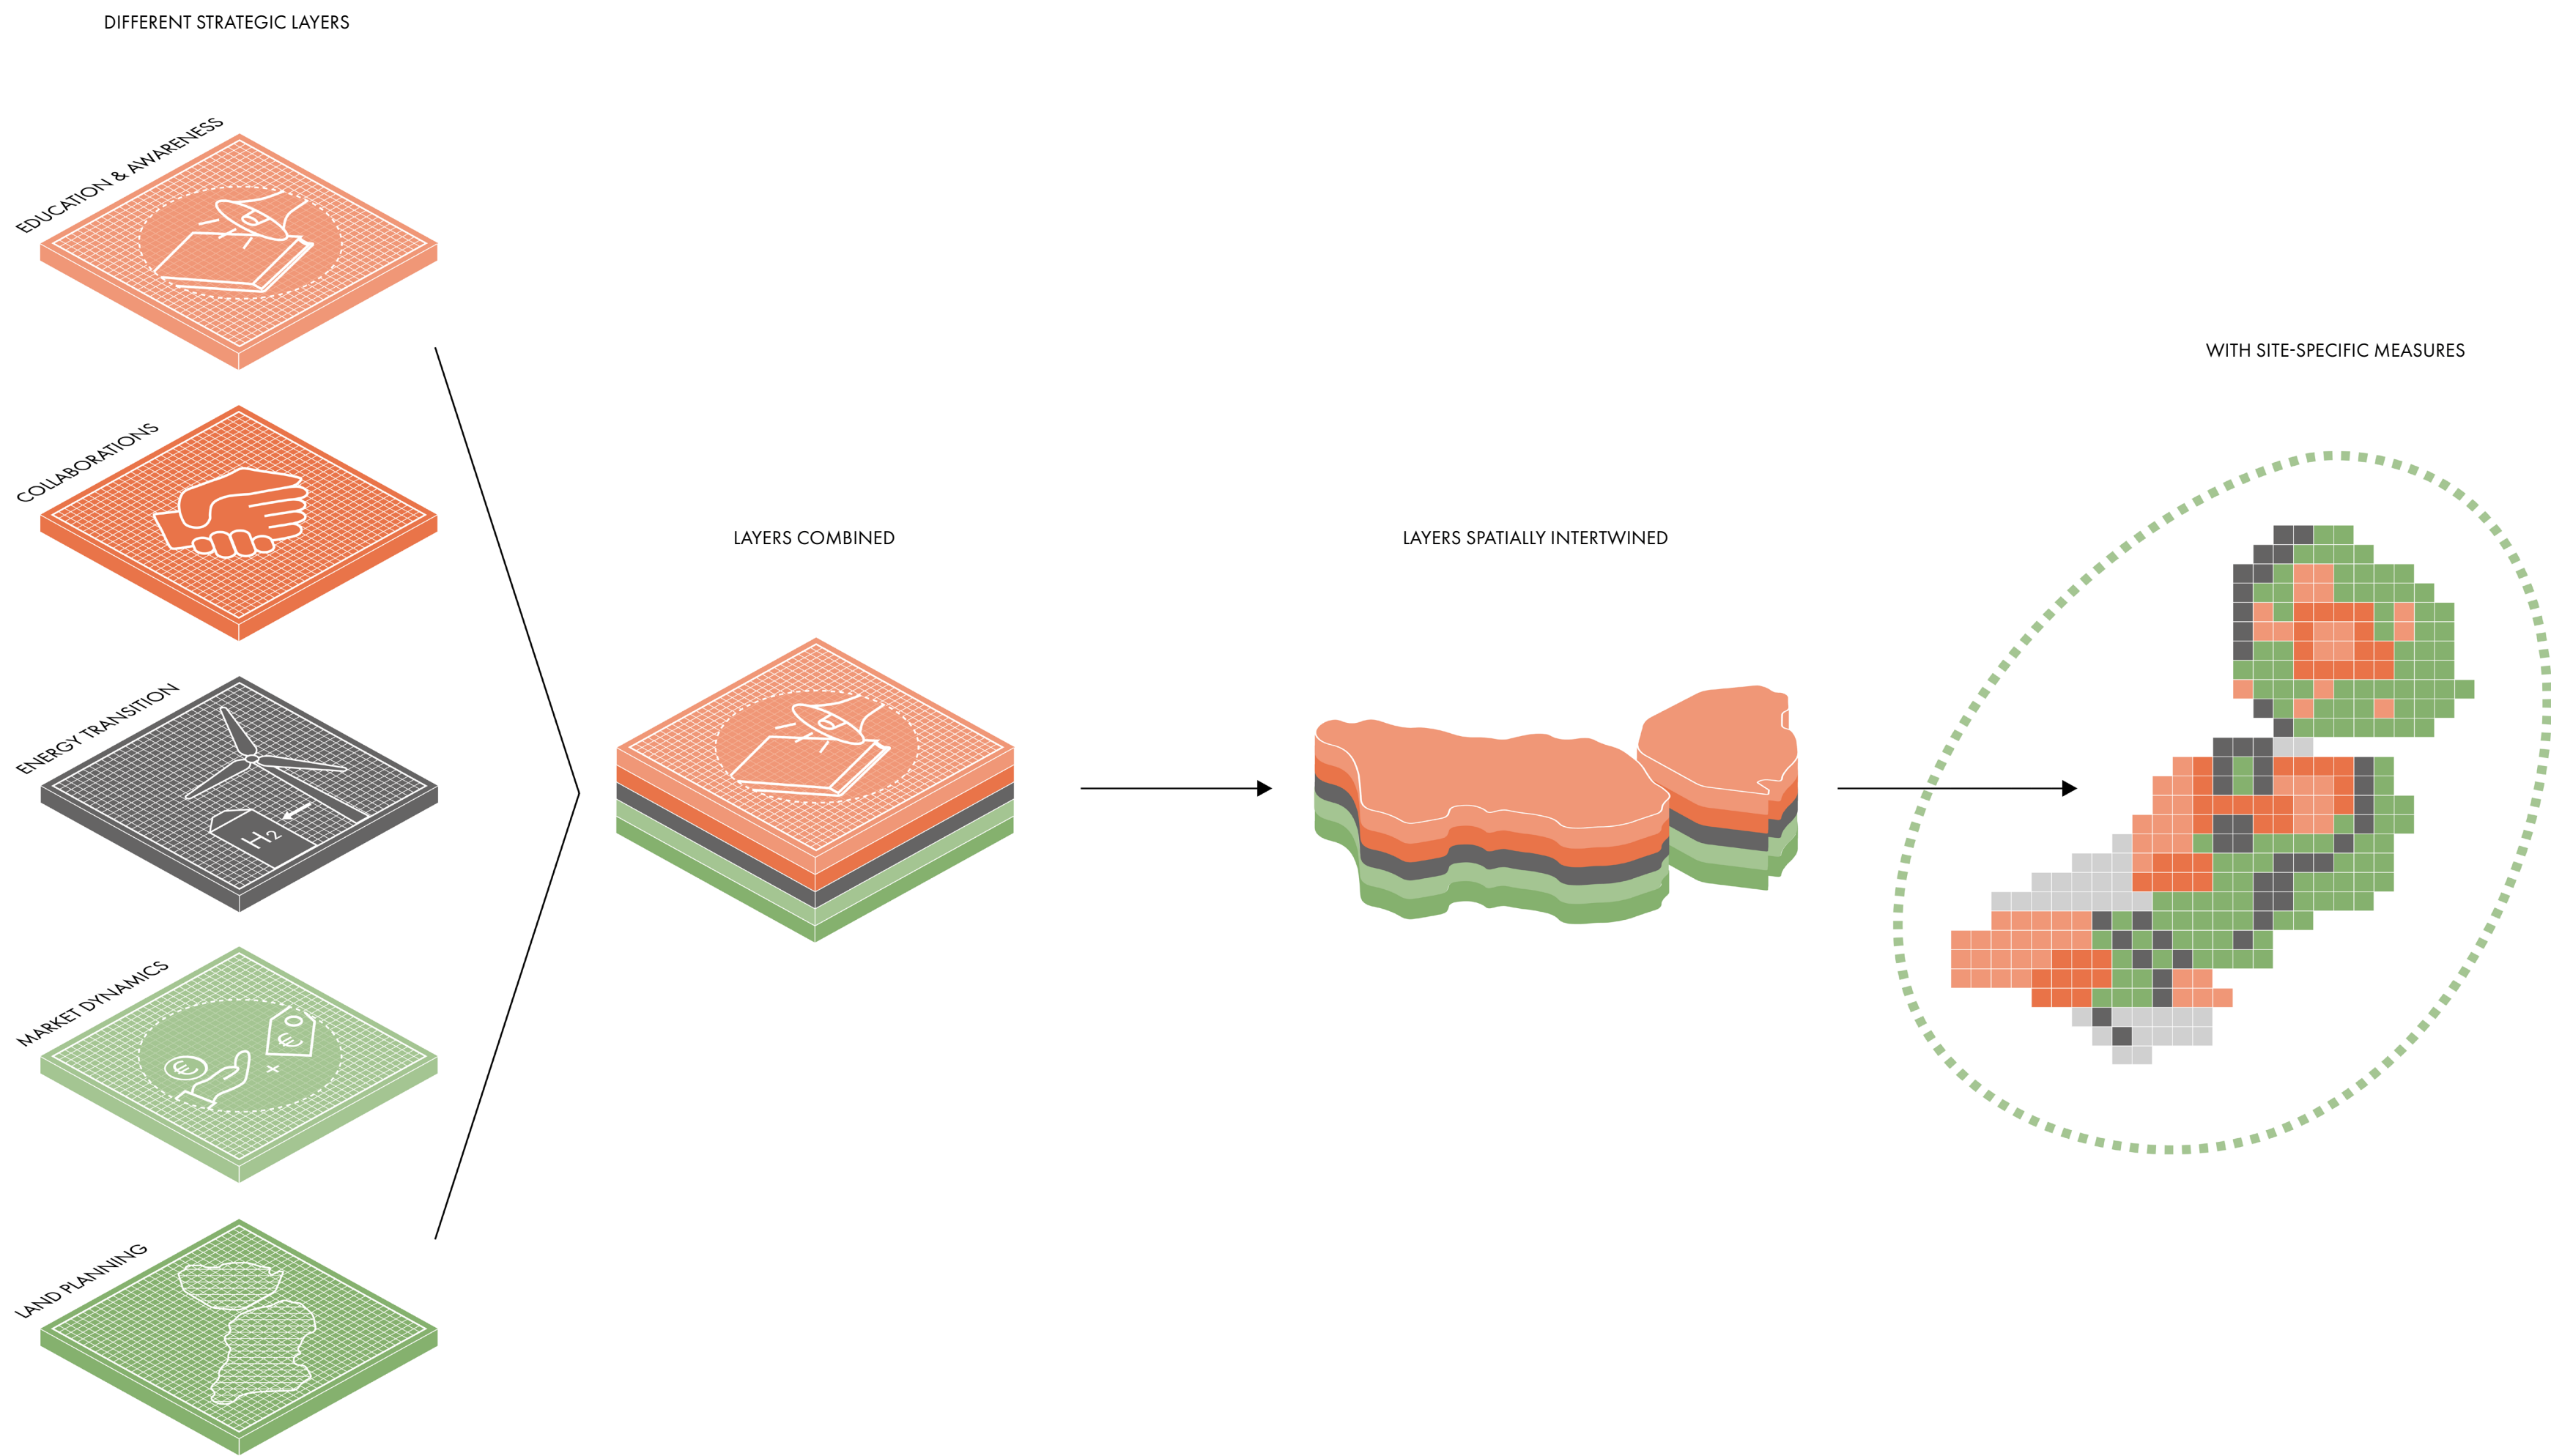 DIFFERENT STRATEGIC LAYERS
EDUCATION & AWARENESS
COLLABORATIONS
ENERGY TRANSITION
H2
MARKET DYNAMICS
€
€
x
LAND PLANNING
LAYERS COMBINED
LAYERS SPATIALLY INTERTWINED
WITH SITE-SPECIFIC MEASURES